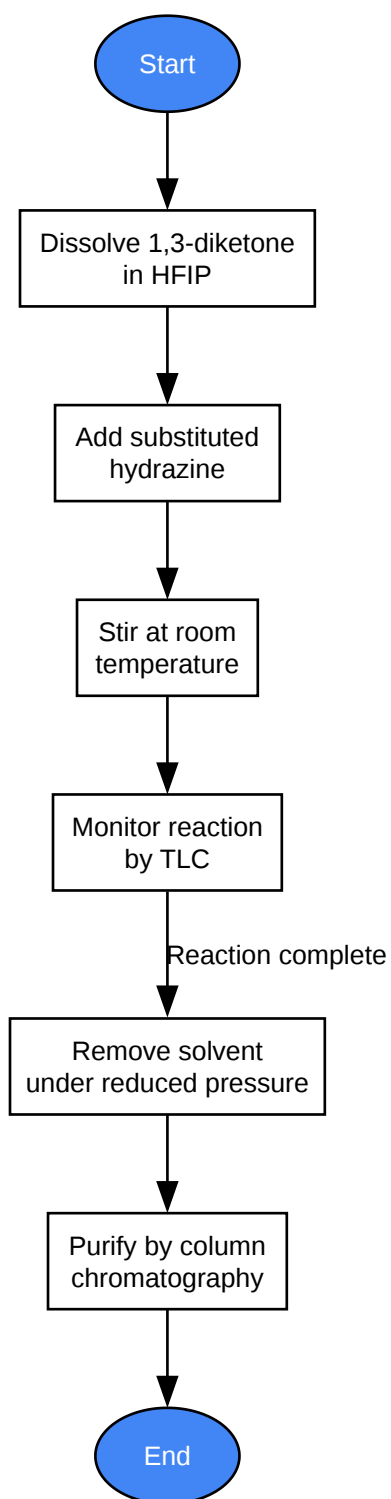 Start
Dissolve 1,3-diketone
in HFIP
Add substituted
hydrazine
Stir at room
temperature
Monitor reaction
by TLC
Reaction complete
Remove solvent
under reduced pressure
Purify by column
chromatography
End